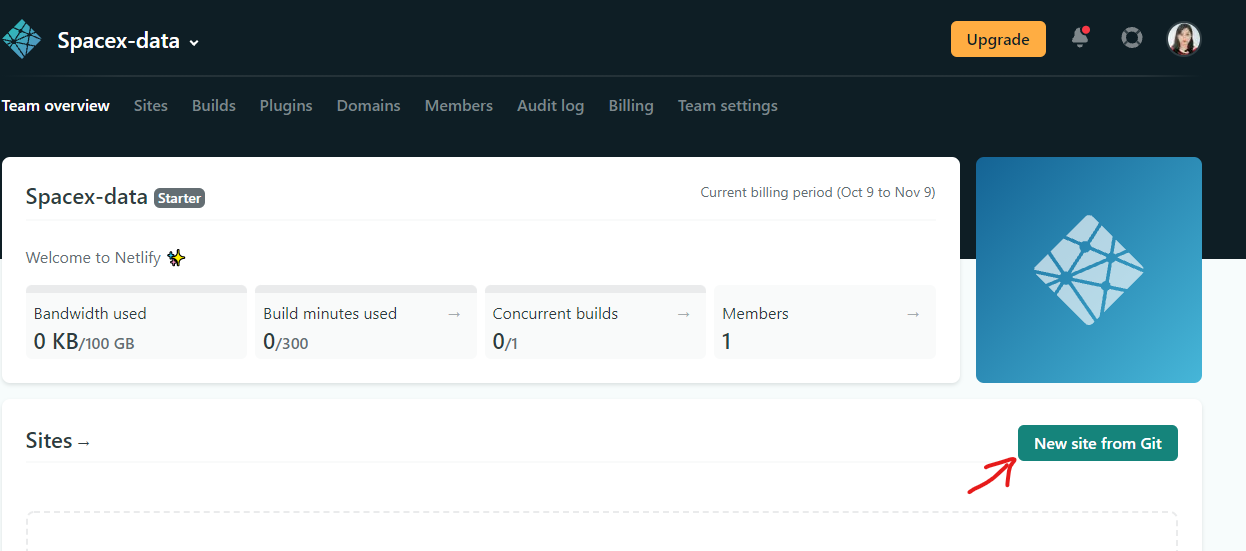 Spacex-data
Upgrade
Team overview Sites Builds Plugins Domains Members Audit log Billing Team settings
Spacex-data Starter
Current billing period (Oct 9 to Nov 9)
Welcome to Netlify ✨
Bandwidth used
0 KB/100 GB
Build minutes used →
0/300
Concurrent builds →
0/1
Members →
1
Sites →
New site from Git